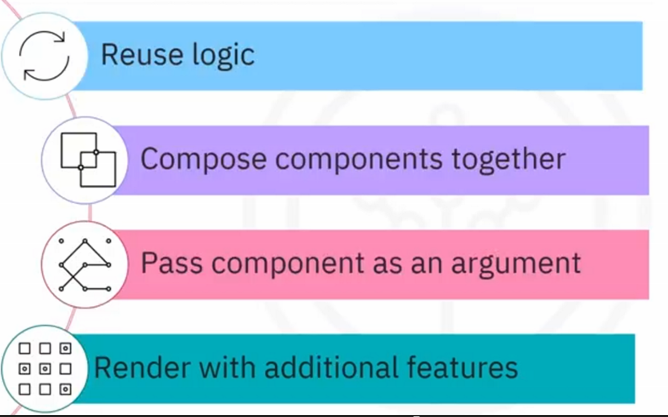 Reuse logic
Compose components together
Pass component as an argument
Render with additional features